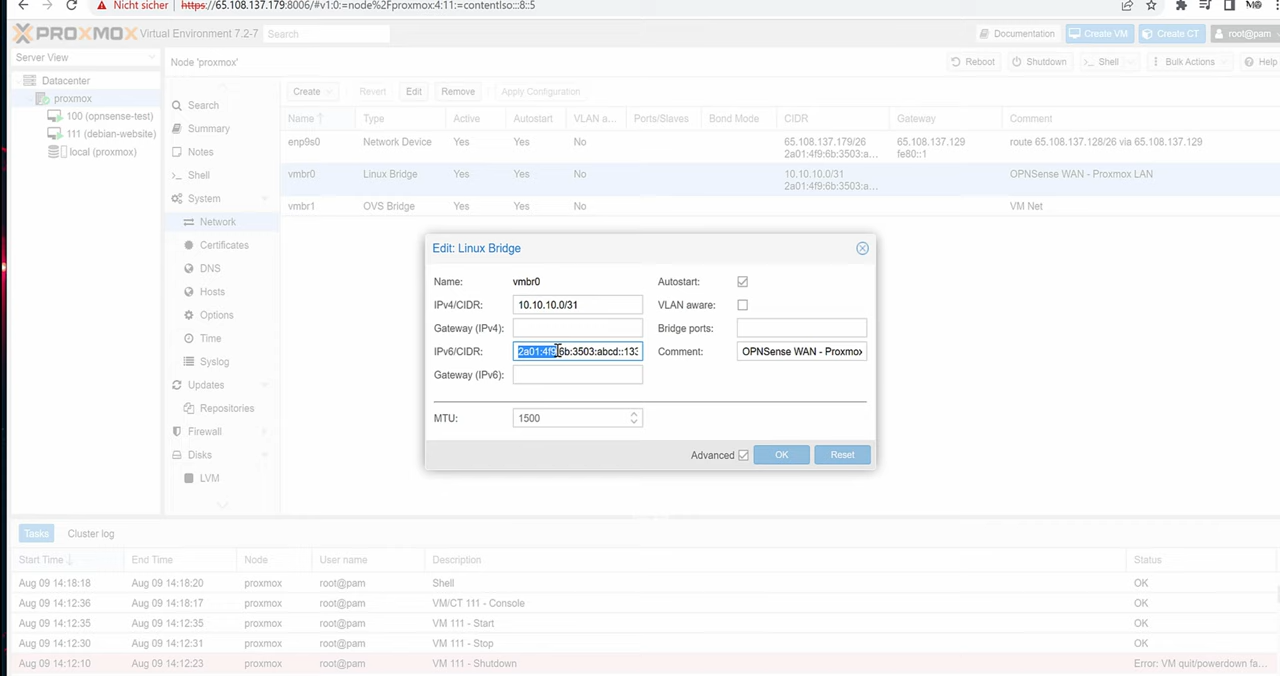 Nicht sicher https://65.108.137.179:8006/#v1:0:=node%2Fproxmox:4:11:=contentIso:::8::5
PROXMOX Virtual Environment 7.2-7 Search Documentation Create VM Create CT root@pam
Server View Node 'proxmox' Reboot Shutdown Shell Bulk Actions Help
Datacenter
proxmox
100 (opnsense-test)
111 (debian-website)
local (proxmox)
Search
Summary
Notes
Shell
System
Network
Certificates
DNS
Hosts
Options
Time
Syslog
Updates
Repositories
Firewall
Disks
LVM
Create Revert Edit Remove Apply Configuration
Name Type Active Autostart VLAN a... Ports/Slaves Bond Mode CIDR Gateway Comment
enp9s0 Network Device Yes Yes No 65.108.137.179/26 65.108.137.129 route 65.108.137.128/26 via 65.108.137.129
2a01:4f9:6b:3503:a... fe80::1
vmbr0 Linux Bridge Yes Yes No 10.10.10.0/31 OPNSense WAN - Proxmox LAN
2a01:4f9:6b:3503:a...
vmbr1 OVS Bridge Yes Yes No VM Net
Edit: Linux Bridge
Name: vmbr0 Autostart:
IPv4/CIDR: 10.10.10.0/31 VLAN aware:
Gateway (IPv4): Bridge ports:
IPv6/CIDR: 2a01:4f9:6b:3503:abcd::133 Comment: OPNSense WAN - Proxmox
Gateway (IPv6):
MTU: 1500
Advanced OK Reset
Tasks Cluster log
Start Time End Time Node User name Description Status
Aug 09 14:18:18 Aug 09 14:18:20 proxmox root@pam Shell OK
Aug 09 14:12:36 Aug 09 14:18:17 proxmox root@pam VM/CT 111 - Console OK
Aug 09 14:12:35 Aug 09 14:12:35 proxmox root@pam VM 111 - Start OK
Aug 09 14:12:30 Aug 09 14:12:31 proxmox root@pam VM 111 - Stop OK
Aug 09 14:12:10 Aug 09 14:12:23 proxmox root@pam VM 111 - Shutdown Error: VM quit/powerdown fa...